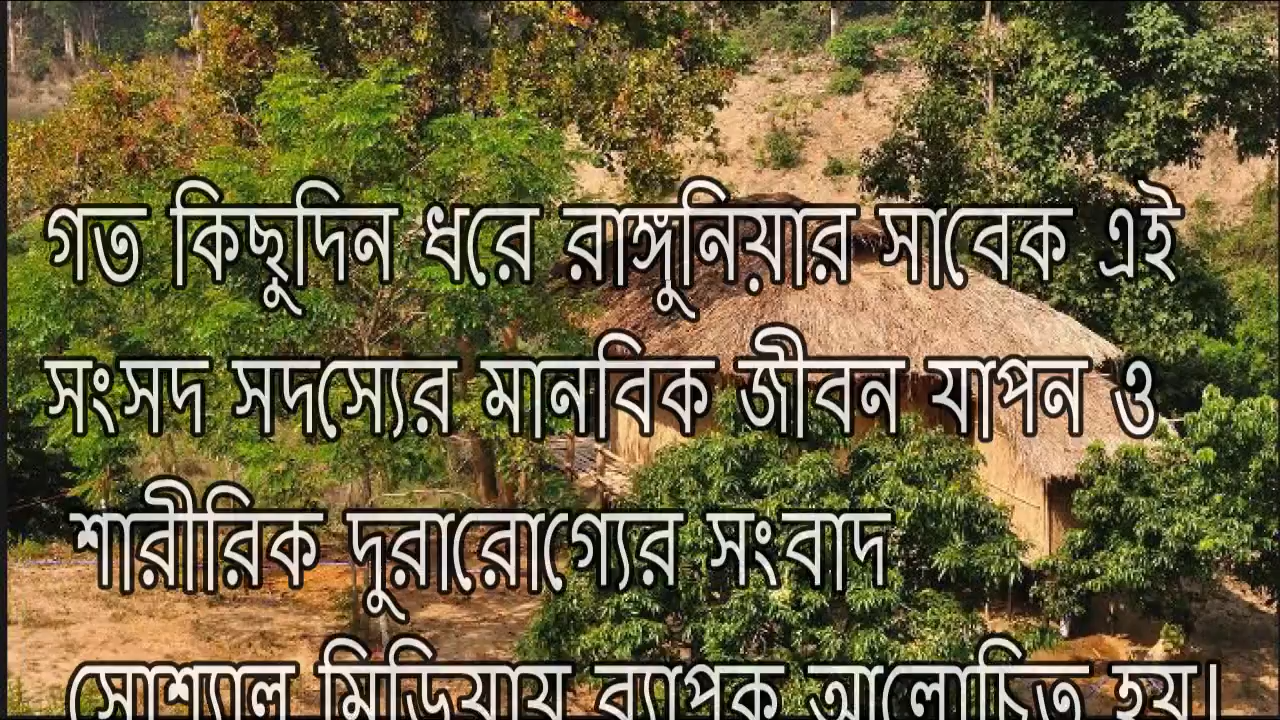 গত কিছুদিন ধরে রাঙ্গুনিয়ার সাবেক এই
সংসদ সদস্যের মানবিক জীবন যাপন ও
শারীরিক দুরারোগ্যের সংবাদ
সোশ্যাল মিডিয়ায় ব্যাপক আলোচিত হয়।